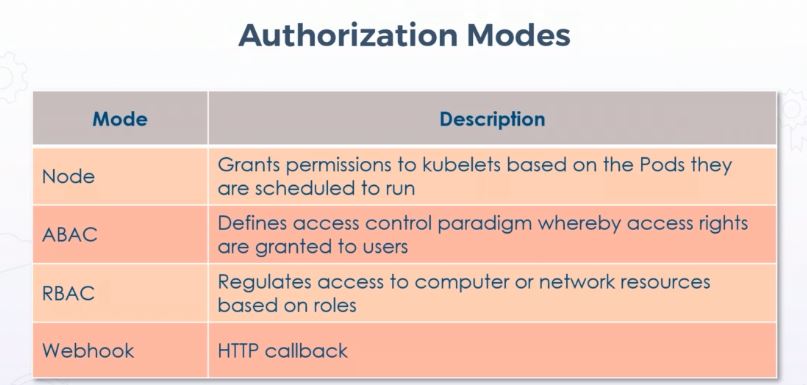 Authorization Modes
Mode
Description
Node
Grants permissions to kubelets based on the Pods they
are scheduled to run
ABAC
Defines access control paradigm whereby access rights
are granted to users
RBAC
Regulates access to computer or network resources
based on roles
Webhook
HTTP callback